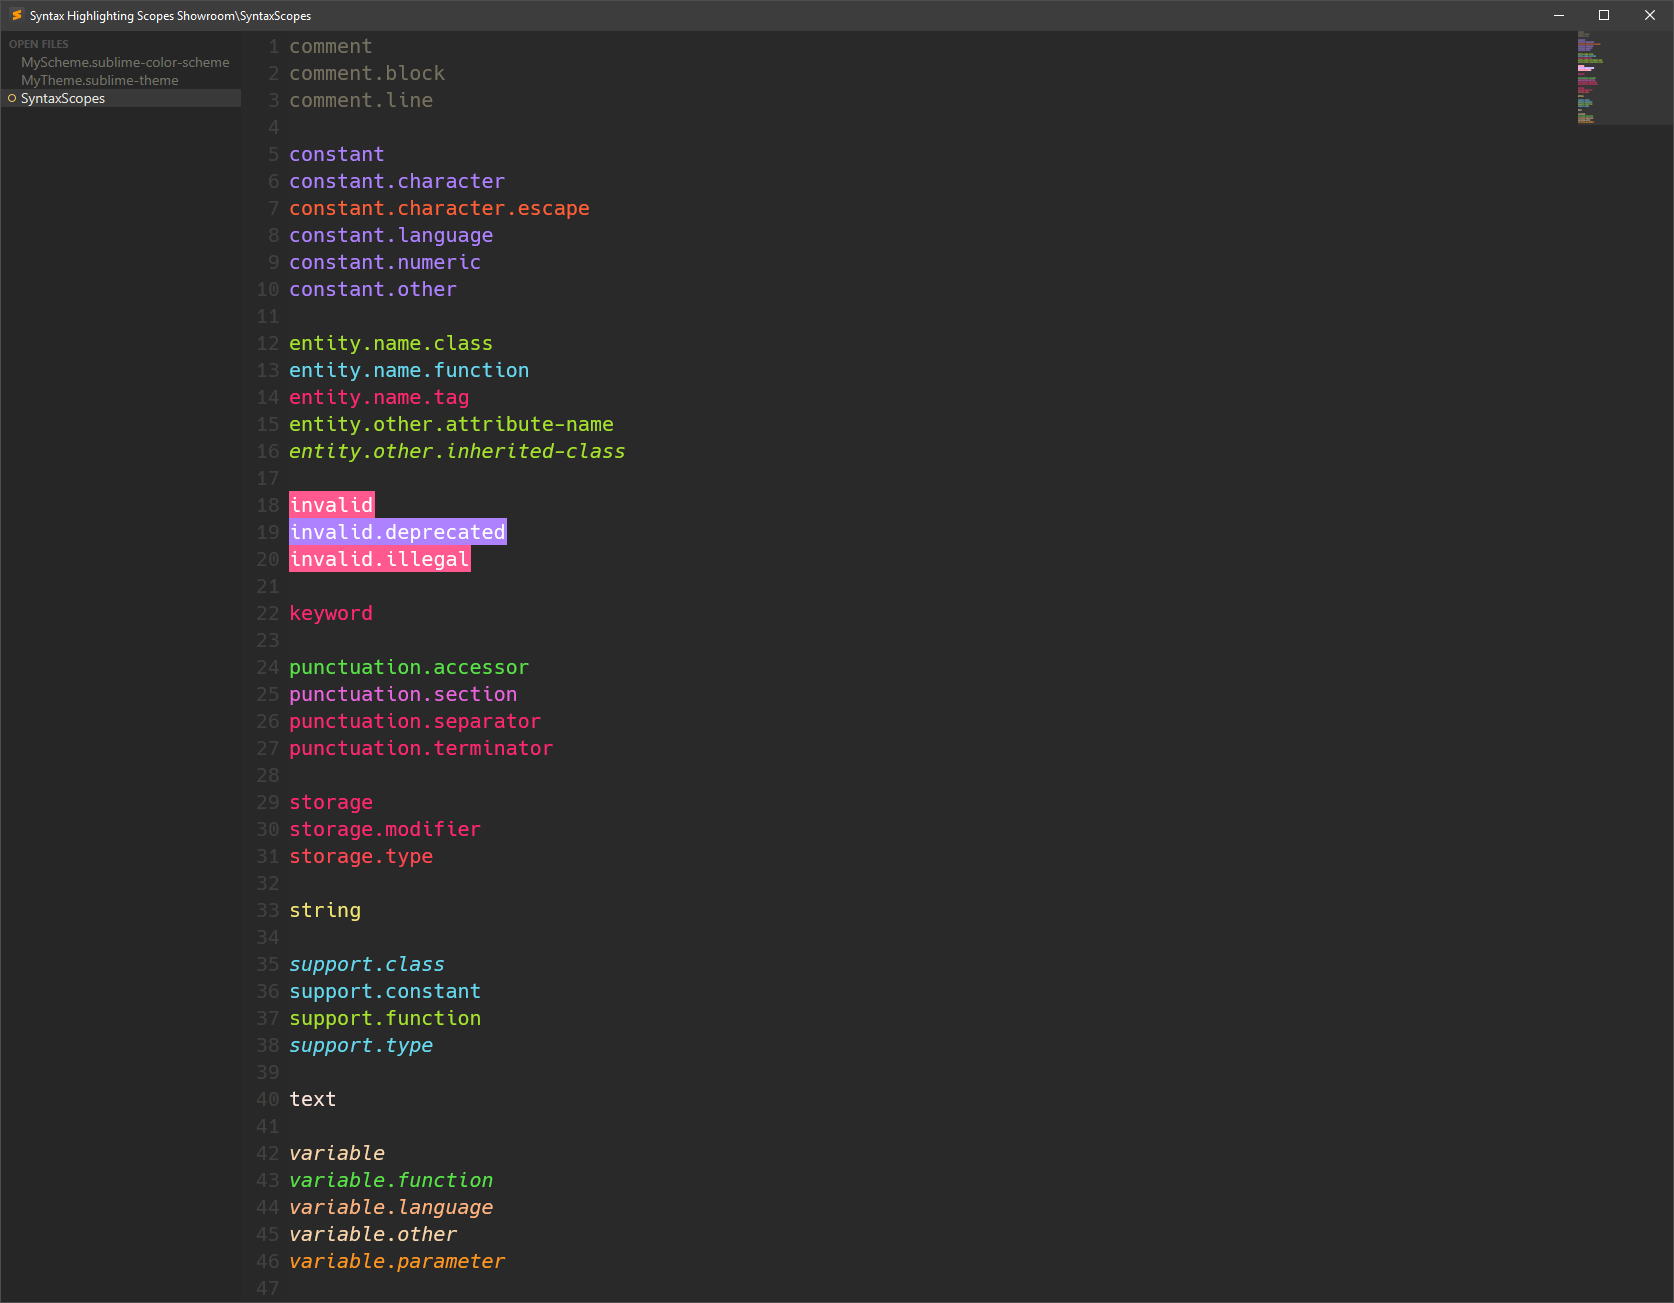 Syntax Highlighting Scopes Showroom\SyntaxScopes
OPEN FILES
MyScheme.sublime-color-scheme
MyTheme.sublime-theme
SyntaxScopes
1 comment
2 comment.block
3 comment.line
4
5 constant
6 constant.character
7 constant.character.escape
8 constant.language
9 constant.numeric
10 constant.other
11
12 entity.name.class
13 entity.name.function
14 entity.name.tag
15 entity.other.attribute-name
16 entity.other.inherited-class
17
18 invalid
19 invalid.deprecated
20 invalid.illegal
21
22 keyword
23
24 punctuation.accessor
25 punctuation.section
26 punctuation.separator
27 punctuation.terminator
28
29 storage
30 storage.modifier
31 storage.type
32
33 string
34
35 support.class
36 support.constant
37 support.function
38 support.type
39
40 text
41
42 variable
43 variable.function
44 variable.language
45 variable.other
46 variable.parameter
47